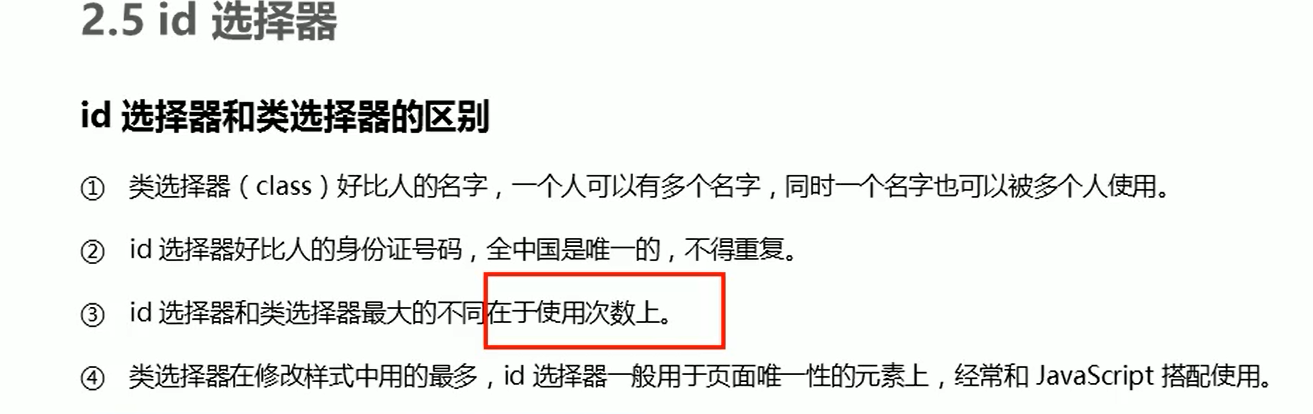 2.5 id 选择器
id 选择器和类选择器的区别
① 类选择器（class）好比人的名字，一个人可以有多个名字，同时一个名字也可以被多个人使用。
② id 选择器好比人的身份证号码，全中国是唯一的，不得重复。
③ id 选择器和类选择器最大的不同在于使用次数上。
④ 类选择器在修改样式中用的最多，id 选择器一般用于页面唯一性的元素上，经常和 JavaScript 搭配使用。